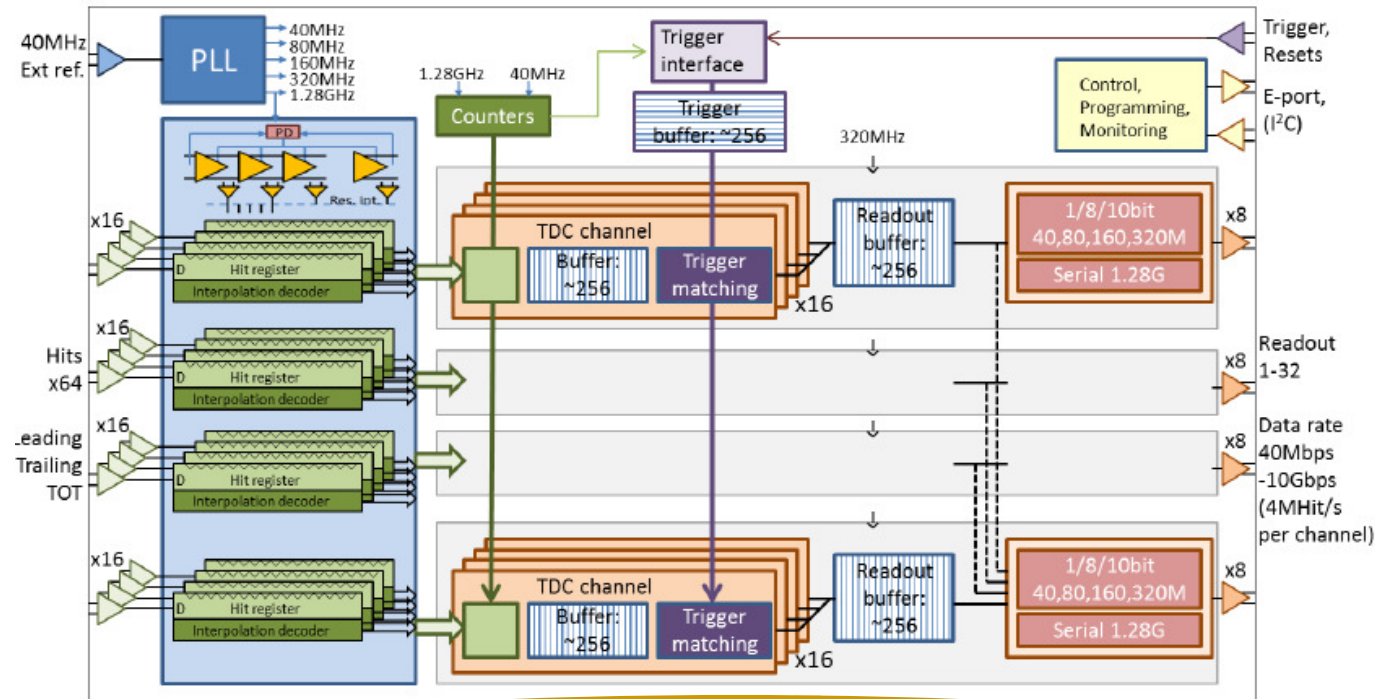 40MHz
Ext ref.
PLL
40MHz
80MHz
160MHz
320MHz
1.28GHz
1.28GHz
40MHz
Counters
Trigger
interface
Trigger
buffer: ~256
Trigger,
Resets
Control,
Programming,
Monitoring
E-port,
(I²C)
PD
Res. Ipt.
320MHz
x16
D
Hit register
Interpolation decoder
TDC channel
Buffer:
~256
Trigger
matching
x16
Readout
buffer:
~256
1/8/10bit
40,80,160,320M
Serial 1.28G
x8
Hits
x64
x16
D
Hit register
Interpolation decoder
x8
Readout
1-32
Leading
Trailing
TOT
x16
D
Hit register
Interpolation decoder
x8
Data rate
40Mbps
-10Gbps
(4MHit/s
per channel)
x16
D
Hit register
Interpolation decoder
TDC channel
Buffer:
~256
Trigger
matching
x16
Readout
buffer:
~256
1/8/10bit
40,80,160,320M
Serial 1.28G
x8